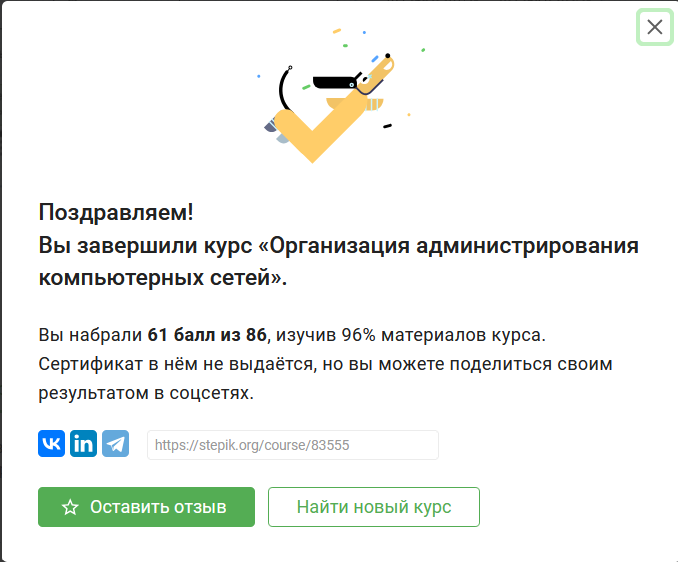 Поздравляем!
Вы завершили курс «Организация администрирования
компьютерных сетей».
Вы набрали 61 балл из 86, изучив 96% материалов курса.
Сертификат в нём не выдаётся, но вы можете поделиться своим
результатом в соцсетях.
https://stepik.org/course/83555
Оставить отзыв
Найти новый курс